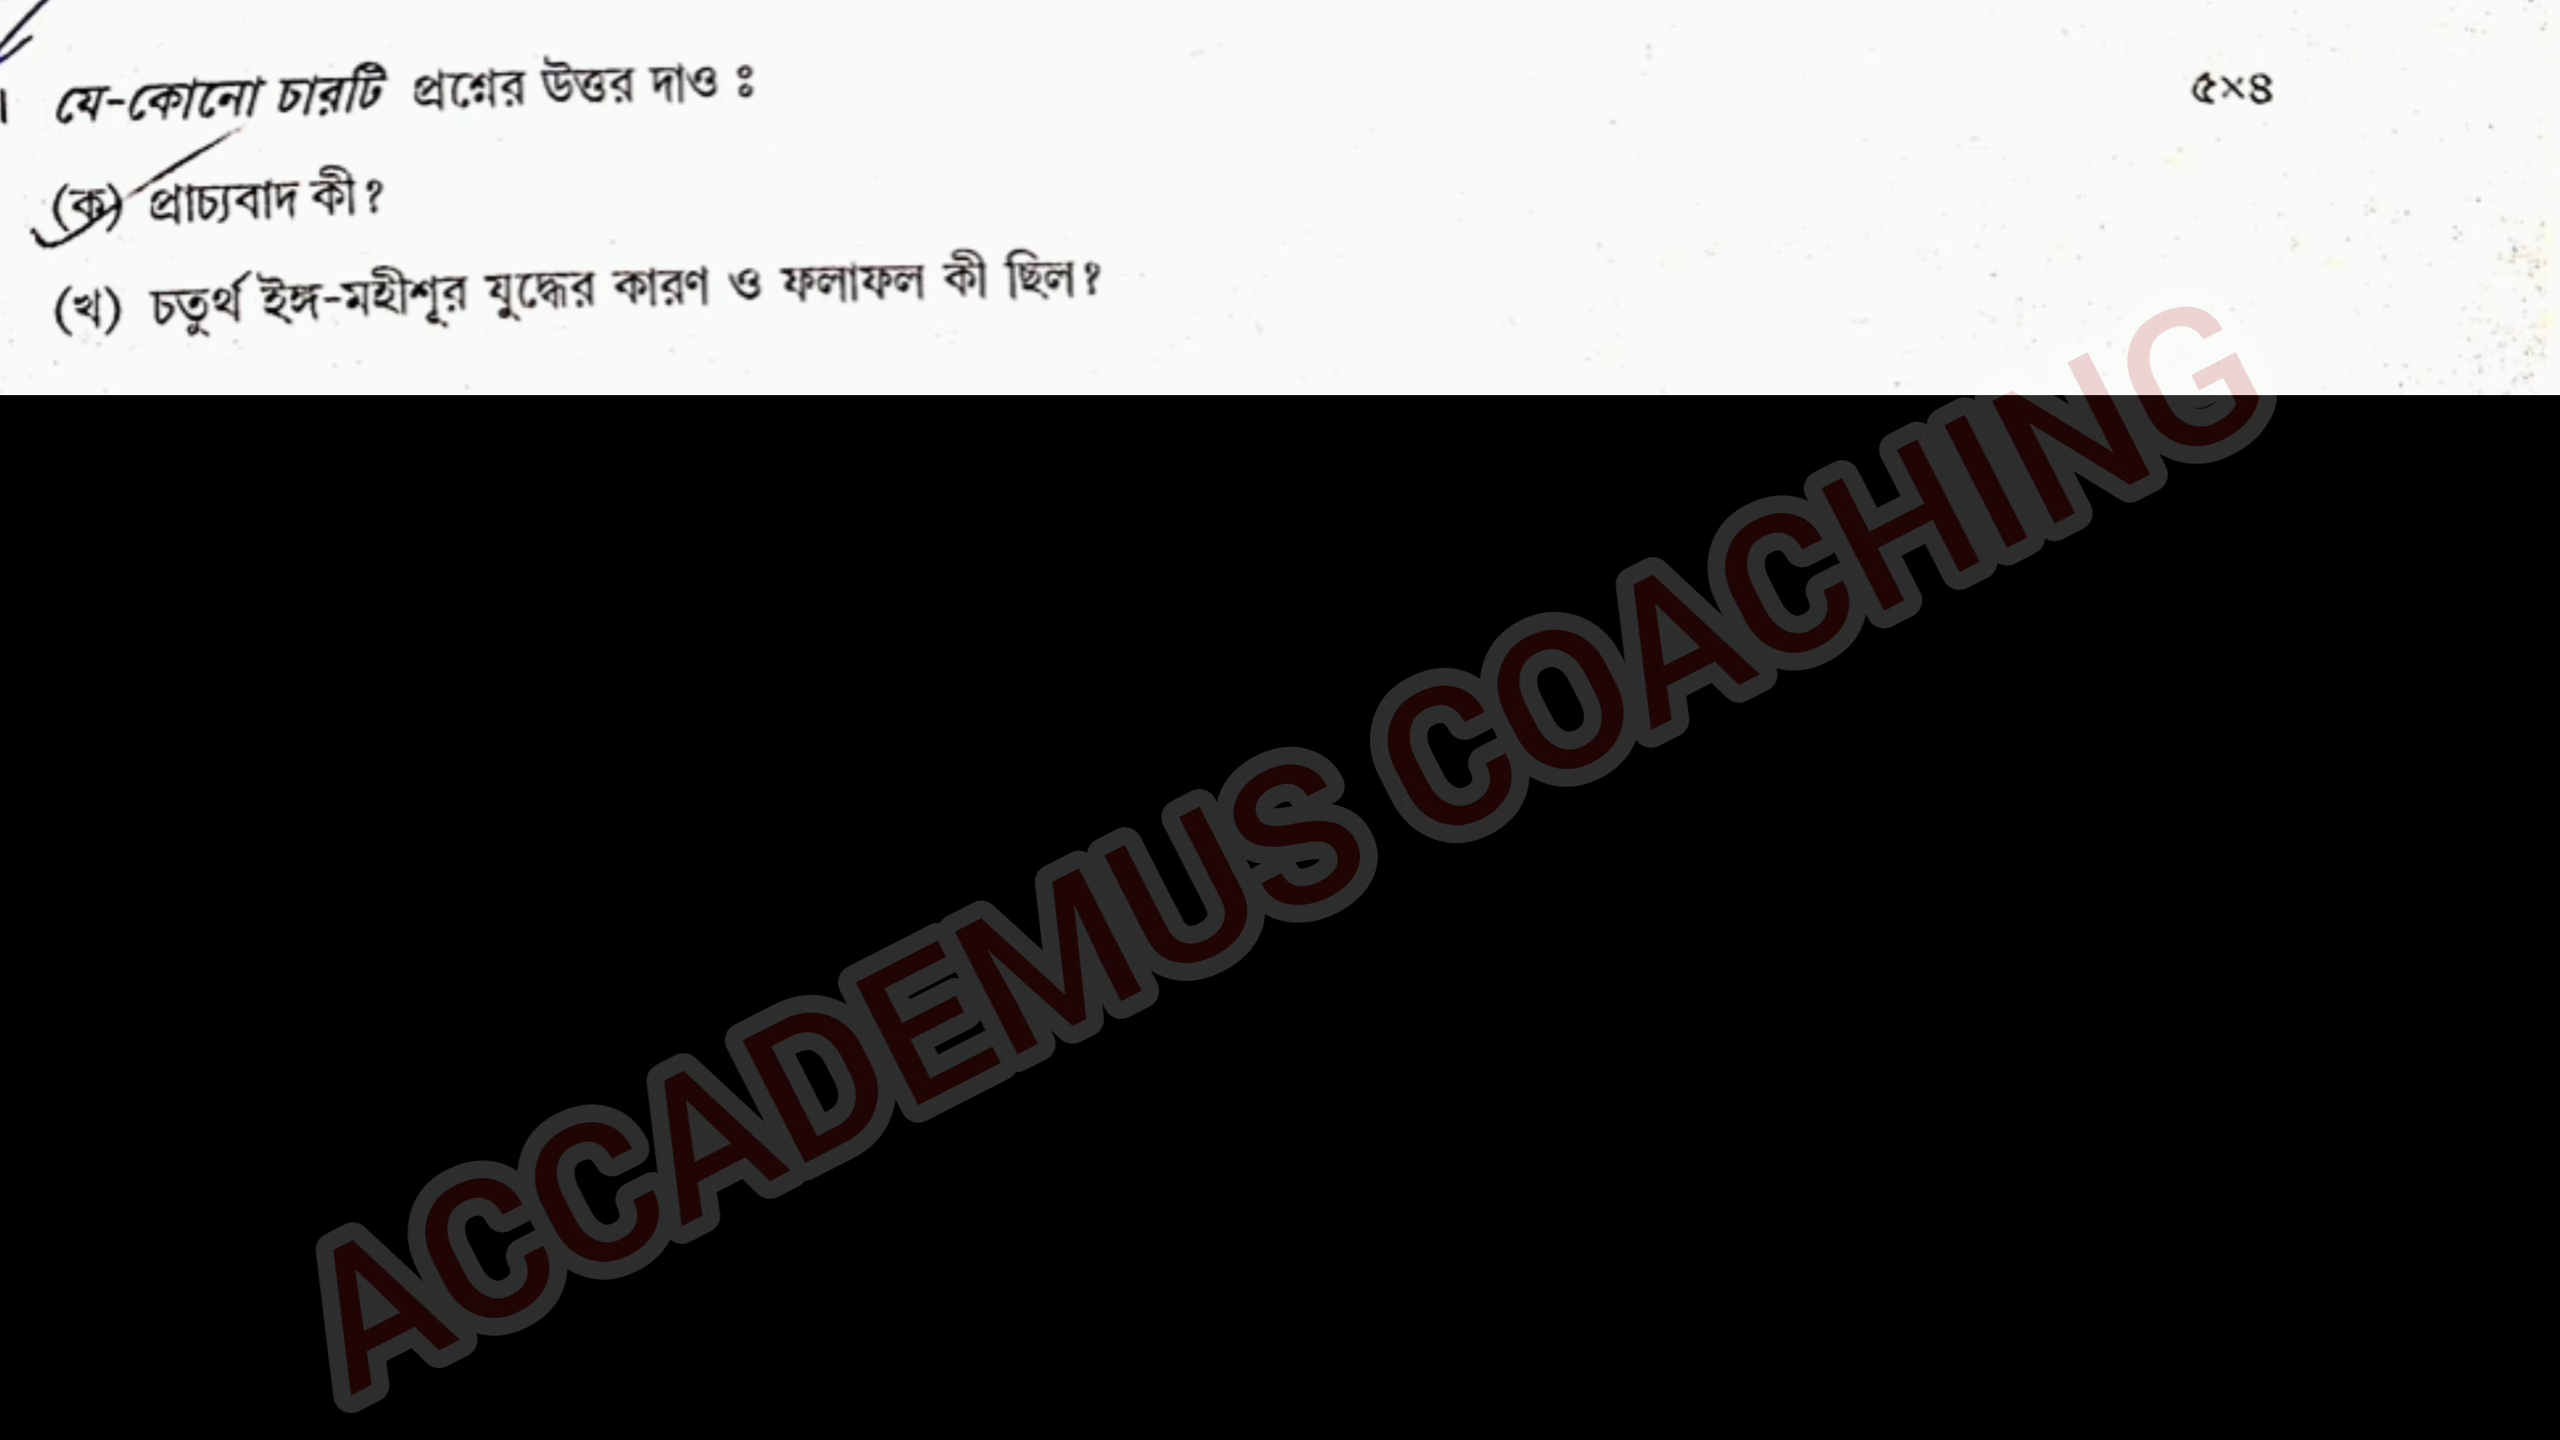 । যে-কোনো চারটি প্রশ্নের উত্তর দাও ঃ ৫×৪
(ক) প্রাচ্যবাদ কী?
(খ) চতুর্থ ইঙ্গ-মহীশূর যুদ্ধের কারণ ও ফলাফল কী ছিল?
ACCADEMUS COACHING